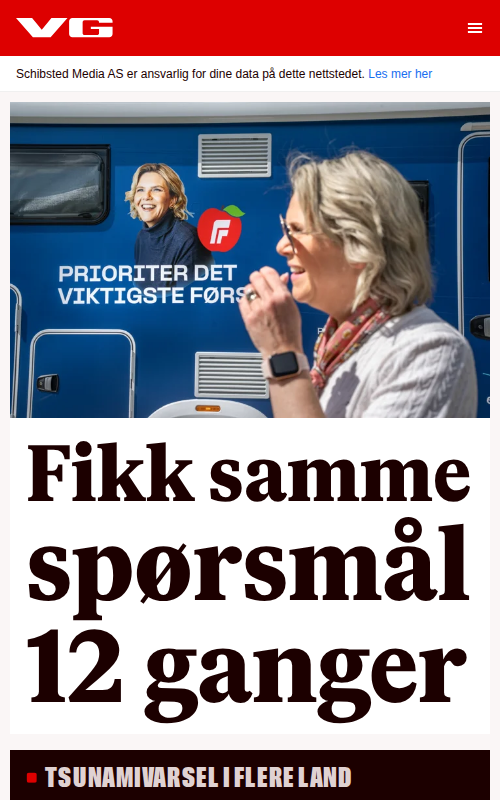 VG
Schibsted Media AS er ansvarlig for dine data på dette nettstedet. Les mer her
PRIORITER DET
VIKTIGSTE FØRS
Fikk samme
spørsmål
12 ganger
TSUNAMIVARSEL I FLERE LAND